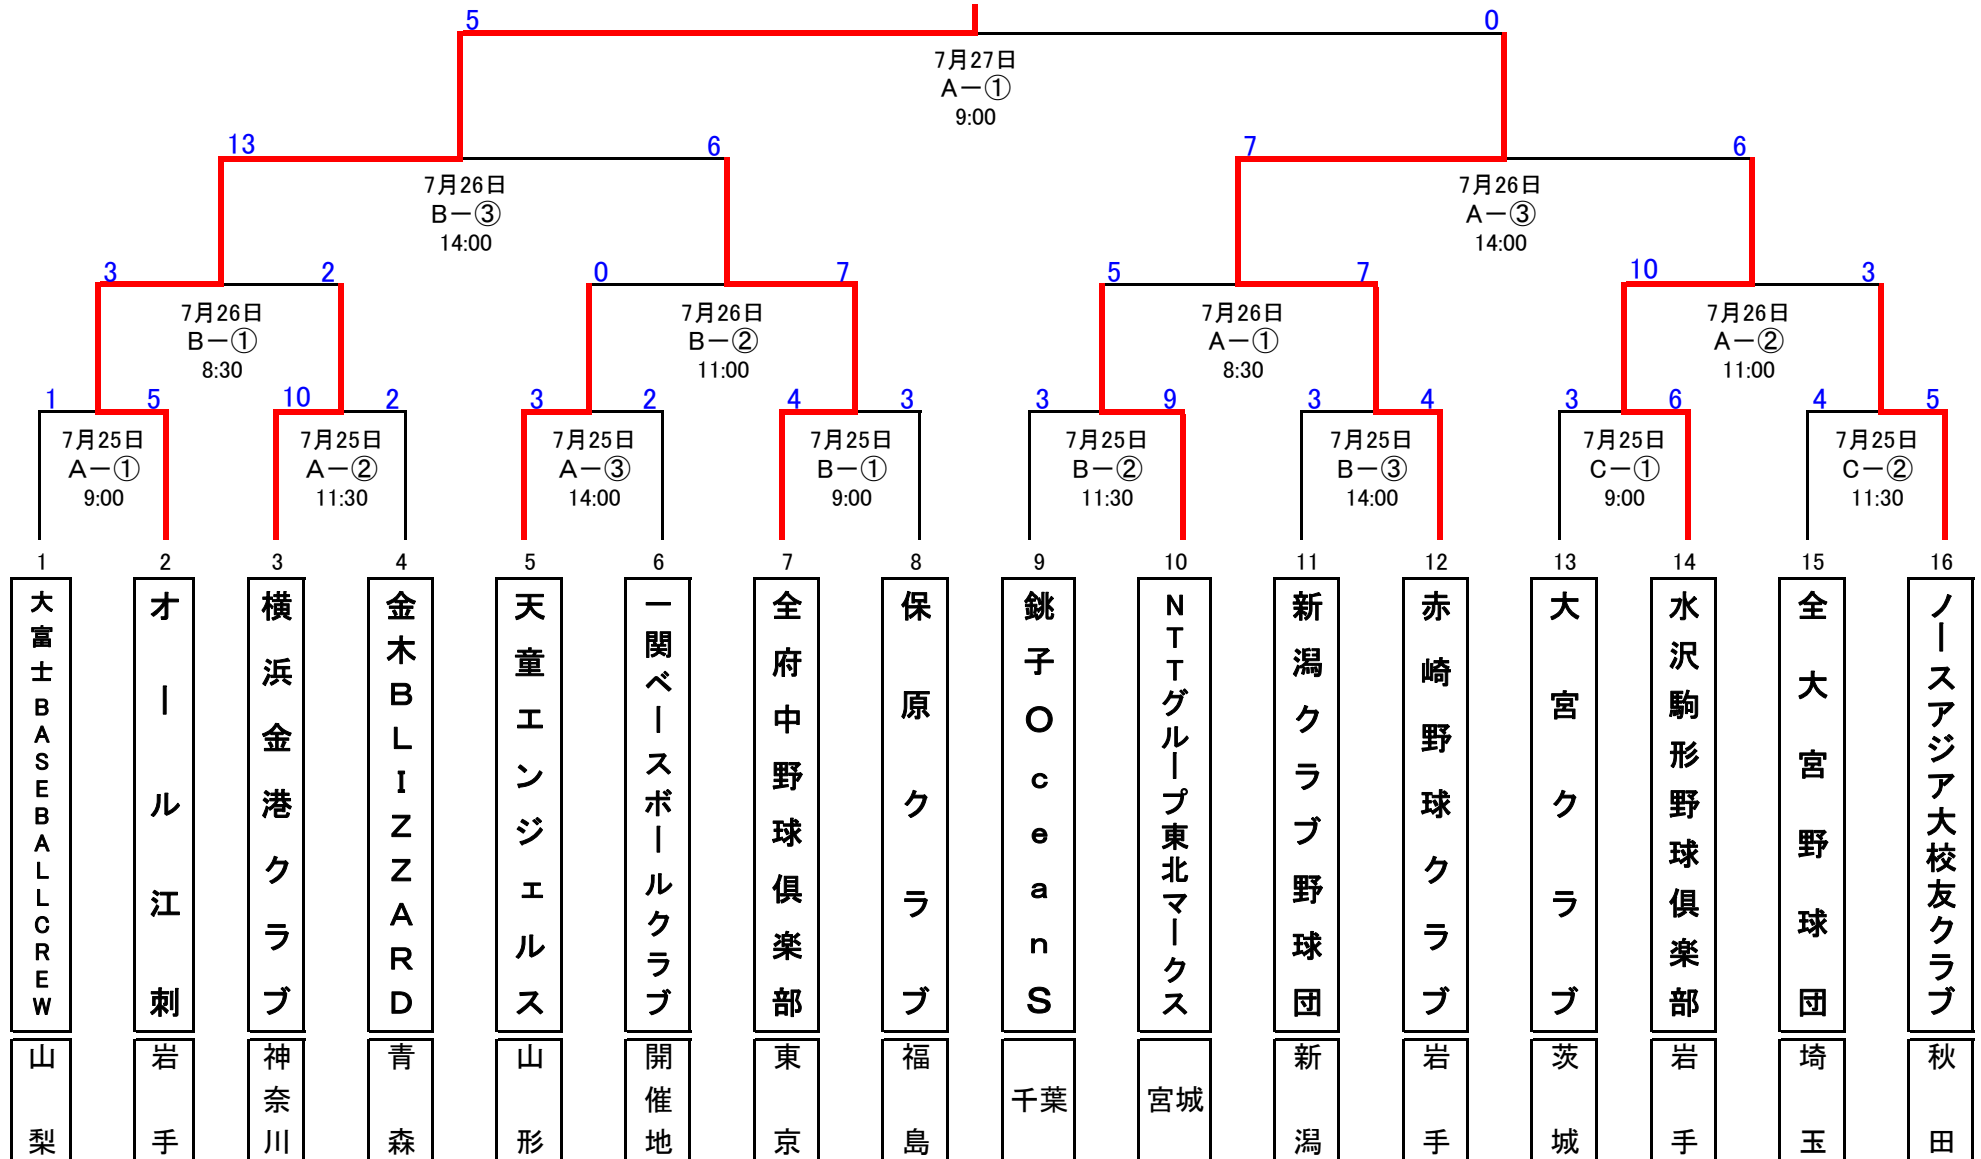 5 0
7月27日
A－①
9:00
13 6 7 6
7月26日 7月26日
B－③ A－③
14:00 14:00
3 2 0 7 5 7 10 3
7月26日 7月26日 7月26日 7月26日
B－① B－② A－① A－②
8:30 11:00 8:30 11:00
1 5 10 2 3 2 4 3 3 9 3 4 3 6 4 5
7月25日 7月25日 7月25日 7月25日 7月25日 7月25日 7月25日 7月25日
A－① A－② A－③ B－① B－② B－③ C－① C－②
9:00 11:30 14:00 9:00 11:30 14:00 9:00 11:30
1 2 3 4 5 6 7 8 9 10 11 12 13 14 15 16
大富士BASEBALLCREW
オール江刺
横浜金港クラブ
金木BLIZZARD
天童エンジェルス
一関ベースボールクラブ
全府中野球倶楽部
保原クラブ
銚子OceanS
NTTグループ東北マークス
新潟クラブ野球団
赤崎野球クラブ
大宮クラブ
水沢駒形野球倶楽部
全大宮野球団
ノースアジア大校友クラブ
山梨
岩手
神奈川
青森
山形
開催地
東京
福島
千葉
宮城
新潟
岩手
茨城
岩手
埼玉
秋田